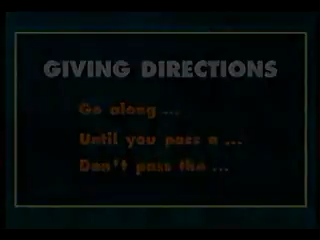 GIVING DIRECTIONS
Go along ...
Until you pass a ...
Don't pass the ...